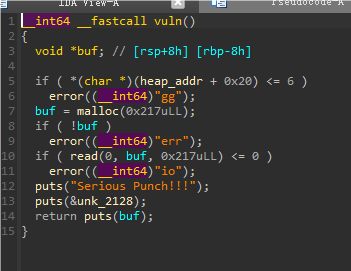 IDA View-A
Pseudocode-A
1 __int64 __fastcall vuln()
2 {
3 void *buf; // [rsp+8h] [rbp-8h]
4
5 if ( *(char *)(heap_addr + 0x20) <= 6 )
6 error((__int64)"gg");
7 buf = malloc(0x217uLL);
8 if ( !buf )
9 error((__int64)"err");
10 if ( read(0, buf, 0x217uLL) <= 0 )
11 error((__int64)"io");
12 puts("Serious Punch!!!");
13 puts(&unk_2128);
14 return puts(buf);
15 }